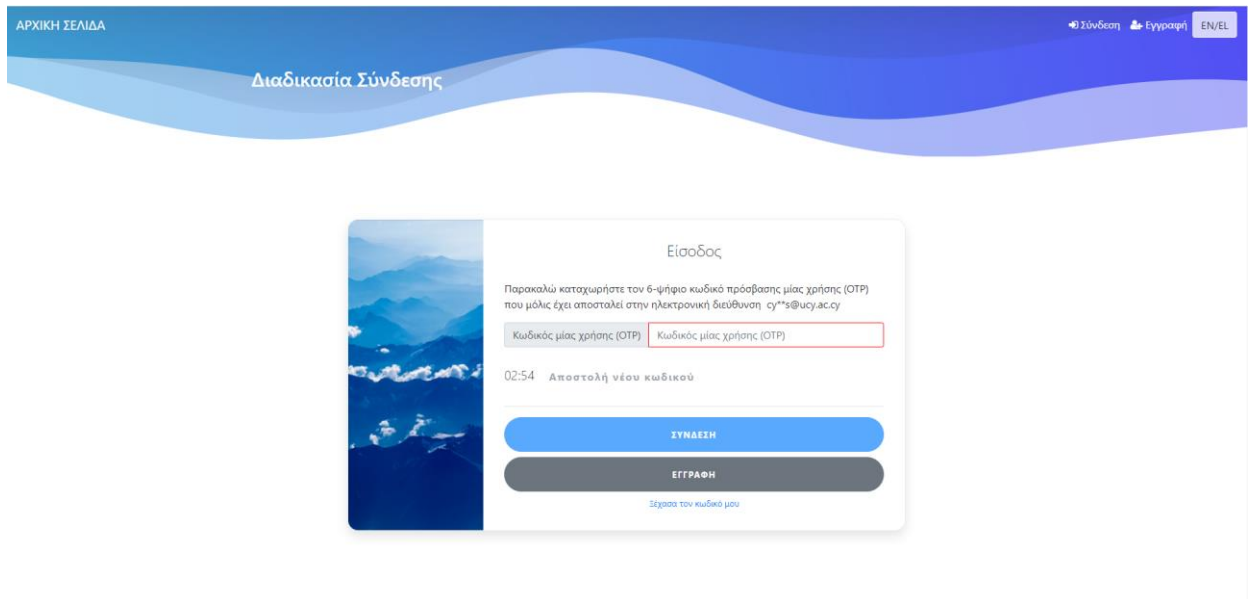 ΑΡΧΙΚΗ ΣΕΛΙΔΑ
Σύνδεση Εγγραφή EN/EL
Διαδικασία Σύνδεσης
Είσοδος
Παρακαλώ καταχωρήστε τον 6-ψήφιο κωδικό πρόσβασης μίας χρήσης (OTP)
που μόλις έχει αποσταλεί στην ηλεκτρονική διεύθυνση cy**s@ucy.ac.cy
Κωδικός μίας χρήσης (OTP) Κωδικός μίας χρήσης (OTP)
02:54 Αποστολή νέου κωδικού
ΣΥΝΔΕΣΗ
ΕΓΓΡΑΦΗ
Ξέχασα τον κωδικό μου